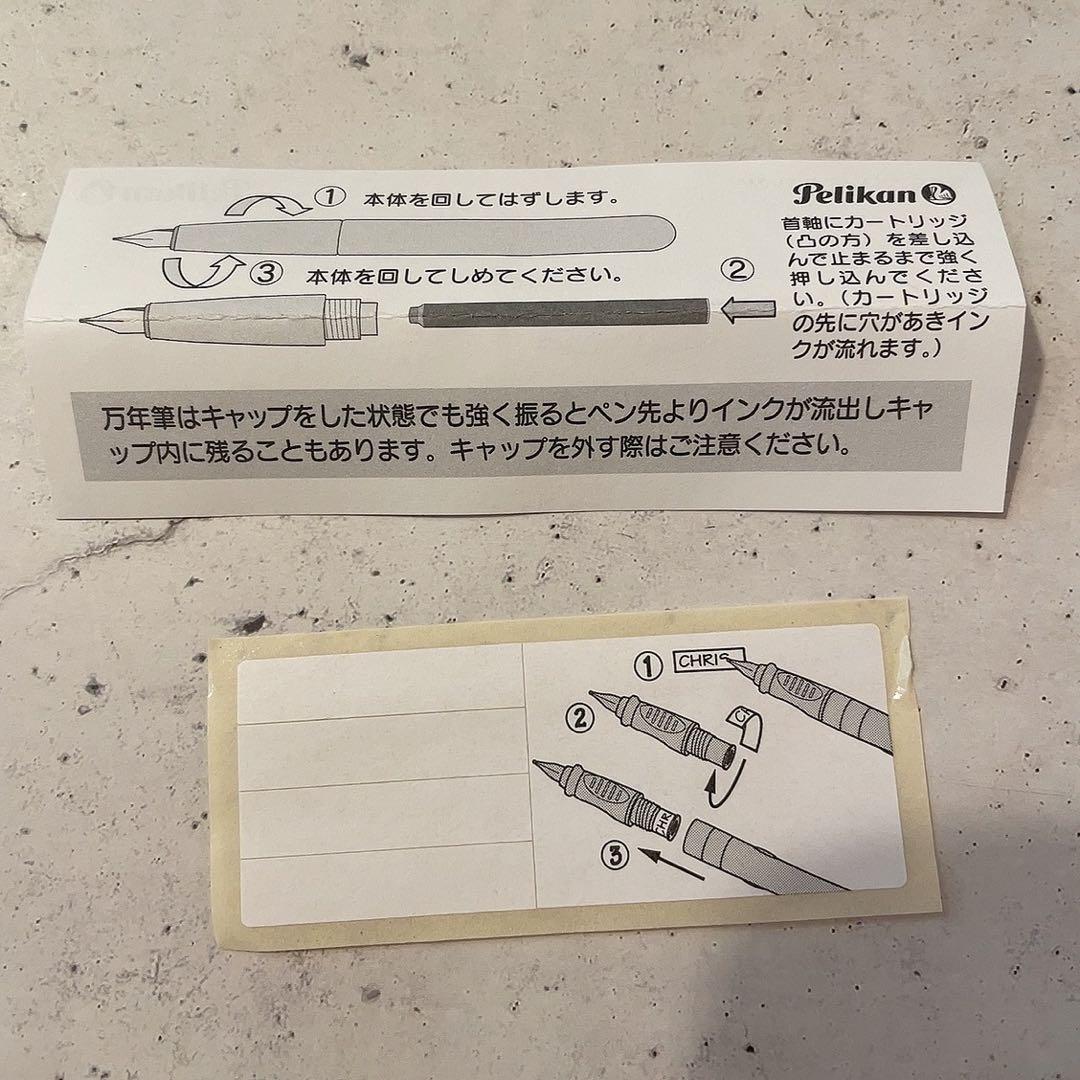 ① 本体を回してはずします。
③ 本体を回してしめてください。
②
Pelikan
首軸にカートリッジ
(凸の方)を差し込
んで止まるまで強く
押し込んでくださ
い。(カートリッジ
の先に穴があきイン
クが流れます。)
万年筆はキャップをした状態でも強く振るとペン先よりインクが流出しキャ
ップ内に残ることもあります。キャップを外す際はご注意ください。
① CHRIS
②
C
③
CHR